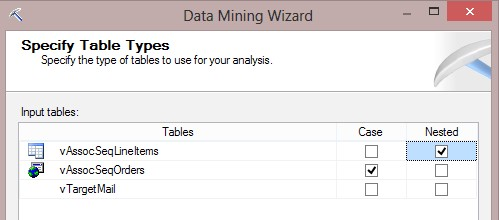 Data Mining Wizard
Specify Table Types
Specify the type of tables to use for your analysis.
Input tables:
Tables Case Nested
vAssocSeqLineItems
vAssocSeqOrders
vTargetMail